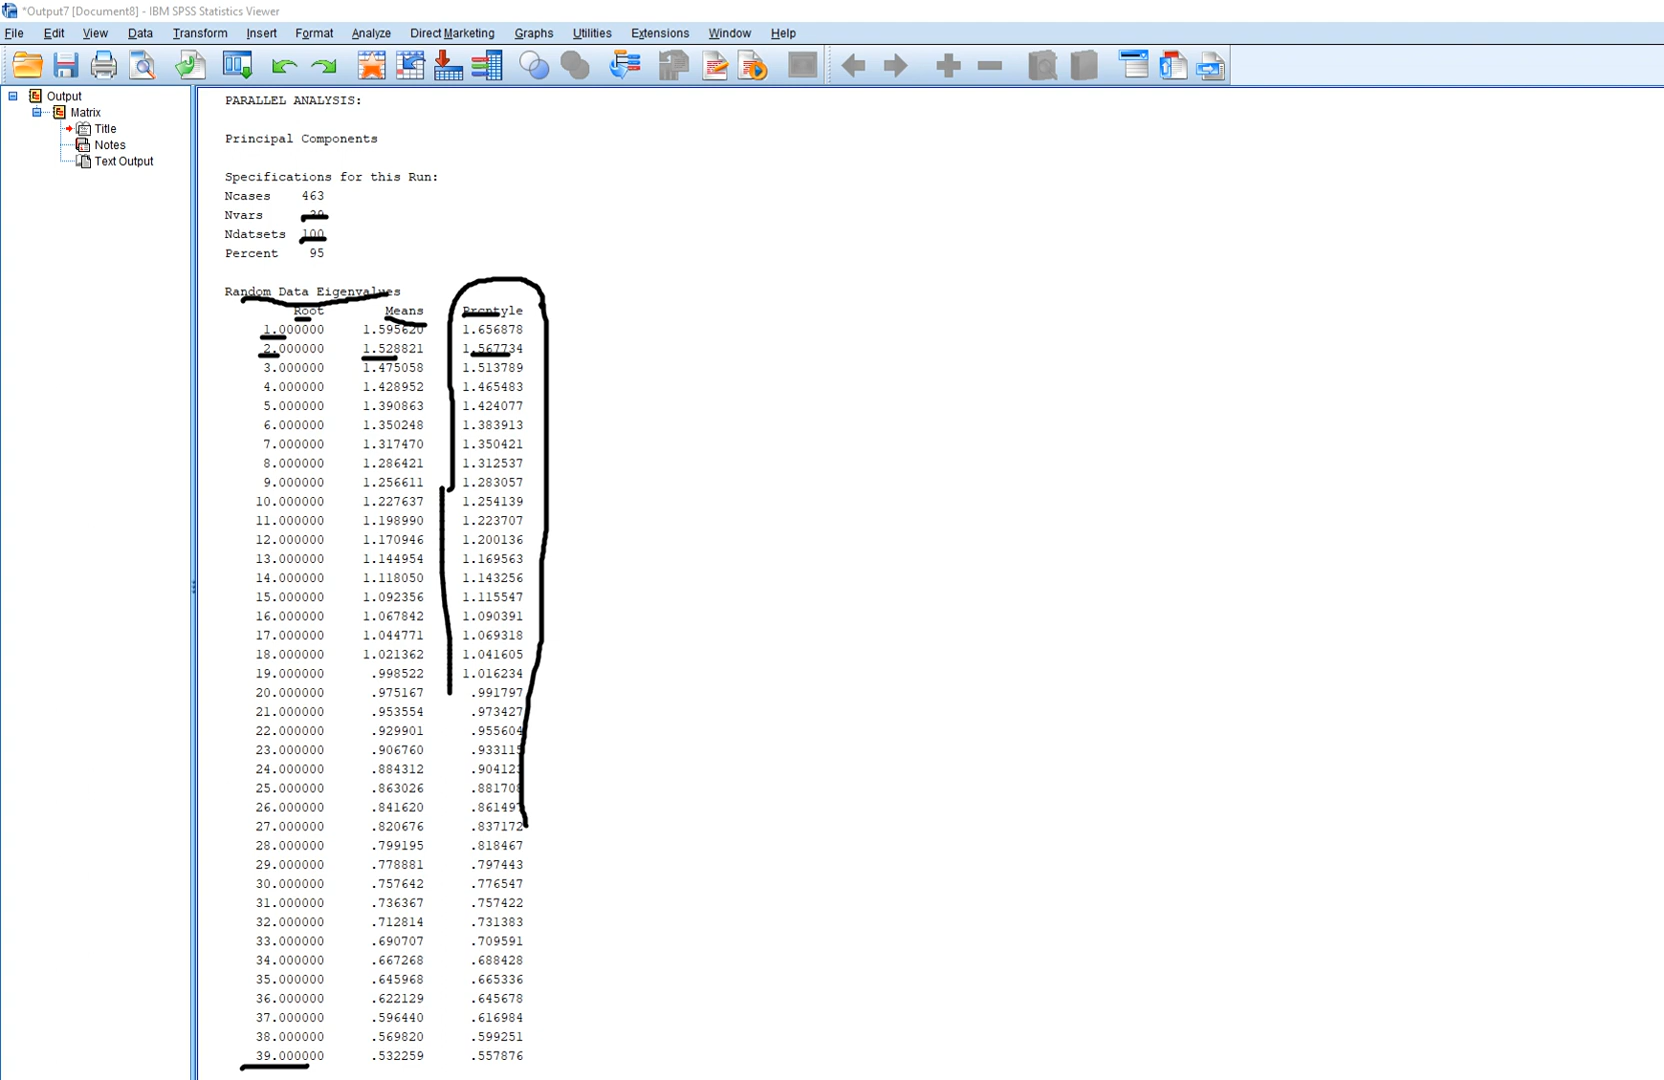 *Output7 [Document8] - IBM SPSS Statistics Viewer
File Edit View Data Transform Insert Format Analyze Direct Marketing Graphs Utilities Extensions Window Help
Output
Matrix
Title
Notes
Text Output
PARALLEL ANALYSIS:
Principal Components
Specifications for this Run:
Ncases 463
Nvars 39
Ndatsets 100
Percent 95
Random Data Eigenvalues
Root Means Prcntyle
1.000000 1.595620 1.656878
2.000000 1.528821 1.567734
3.000000 1.475058 1.513789
4.000000 1.428952 1.465483
5.000000 1.390863 1.424077
6.000000 1.350248 1.383913
7.000000 1.317470 1.350421
8.000000 1.286421 1.312537
9.000000 1.256611 1.283057
10.000000 1.227637 1.254139
11.000000 1.198990 1.223707
12.000000 1.170946 1.200136
13.000000 1.144954 1.169563
14.000000 1.118050 1.143256
15.000000 1.092356 1.115547
16.000000 1.067842 1.090391
17.000000 1.044771 1.069318
18.000000 1.021362 1.041605
19.000000 .998522 1.016234
20.000000 .975167 .991797
21.000000 .953554 .973427
22.000000 .929901 .955604
23.000000 .906760 .933115
24.000000 .884312
25.000000 .863026 .881708
26.000000 .841620 .861497
27.000000 .820676 .837172
28.000000 .799195 .818467
29.000000 .778881 .797443
30.000000 .757642 .776547
31.000000 .736367 .757422
32.000000 .712814 .731383
33.000000 .690707 .709591
34.000000 .667268 .688428
35.000000 .645968 .665336
36.000000 .622129 .645678
37.000000 .596440 .616984
38.000000 .569820 .599251
39.000000 .532259 .557876